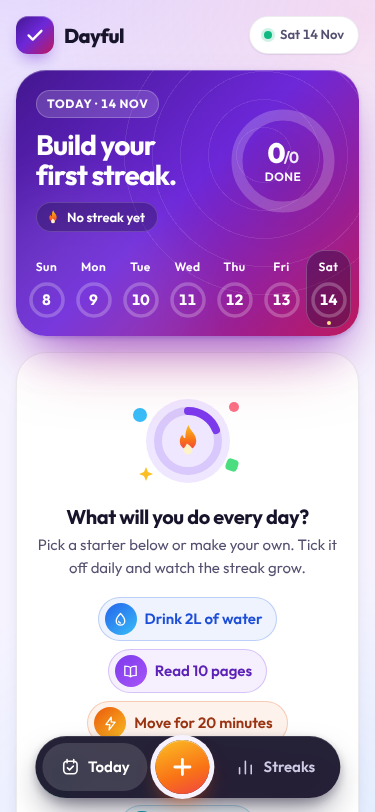 Dayful
Sat 14 Nov
TODAY · 14 NOV
Build your
first streak.
No streak yet
0/0
DONE
Sun Mon Tue Wed Thu Fri Sat
8 9 10 11 12 13 14
What will you do every day?
Pick a starter below or make your own. Tick it
off daily and watch the streak grow.
Drink 2L of water
Read 10 pages
Move for 20 minutes
Today
Streaks